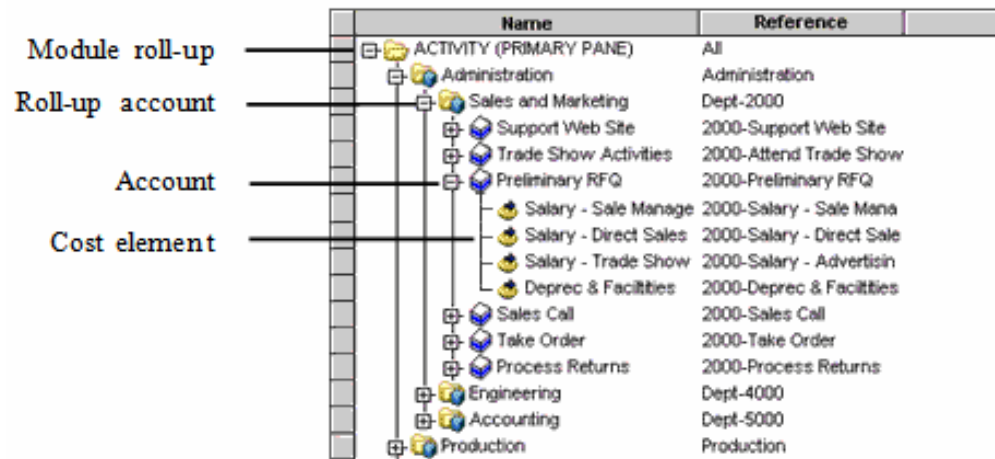 Name Reference
Module roll-up ACTIVITY (PRIMARY PANE) All
Administration Administration
Roll-up account Sales and Marketing Dept-2000
Support Web Site 2000-Support Web Site
Trade Show Activities 2000-Attend Trade Show
Account Preliminary RFQ 2000-Preliminary RFQ
Salary - Sale Manage 2000-Salary - Sale Mana
Cost element Salary - Direct Sales 2000-Salary - Direct Sale
Salary - Trade Show 2000-Salary - Advertisin
Deprec & Faciltities 2000-Deprec & Faciltities
Sales Call 2000-Sales Call
Take Order 2000-Take Order
Process Returns 2000-Process Returns
Engineering Dept-4000
Accounting Dept-5000
Production Production